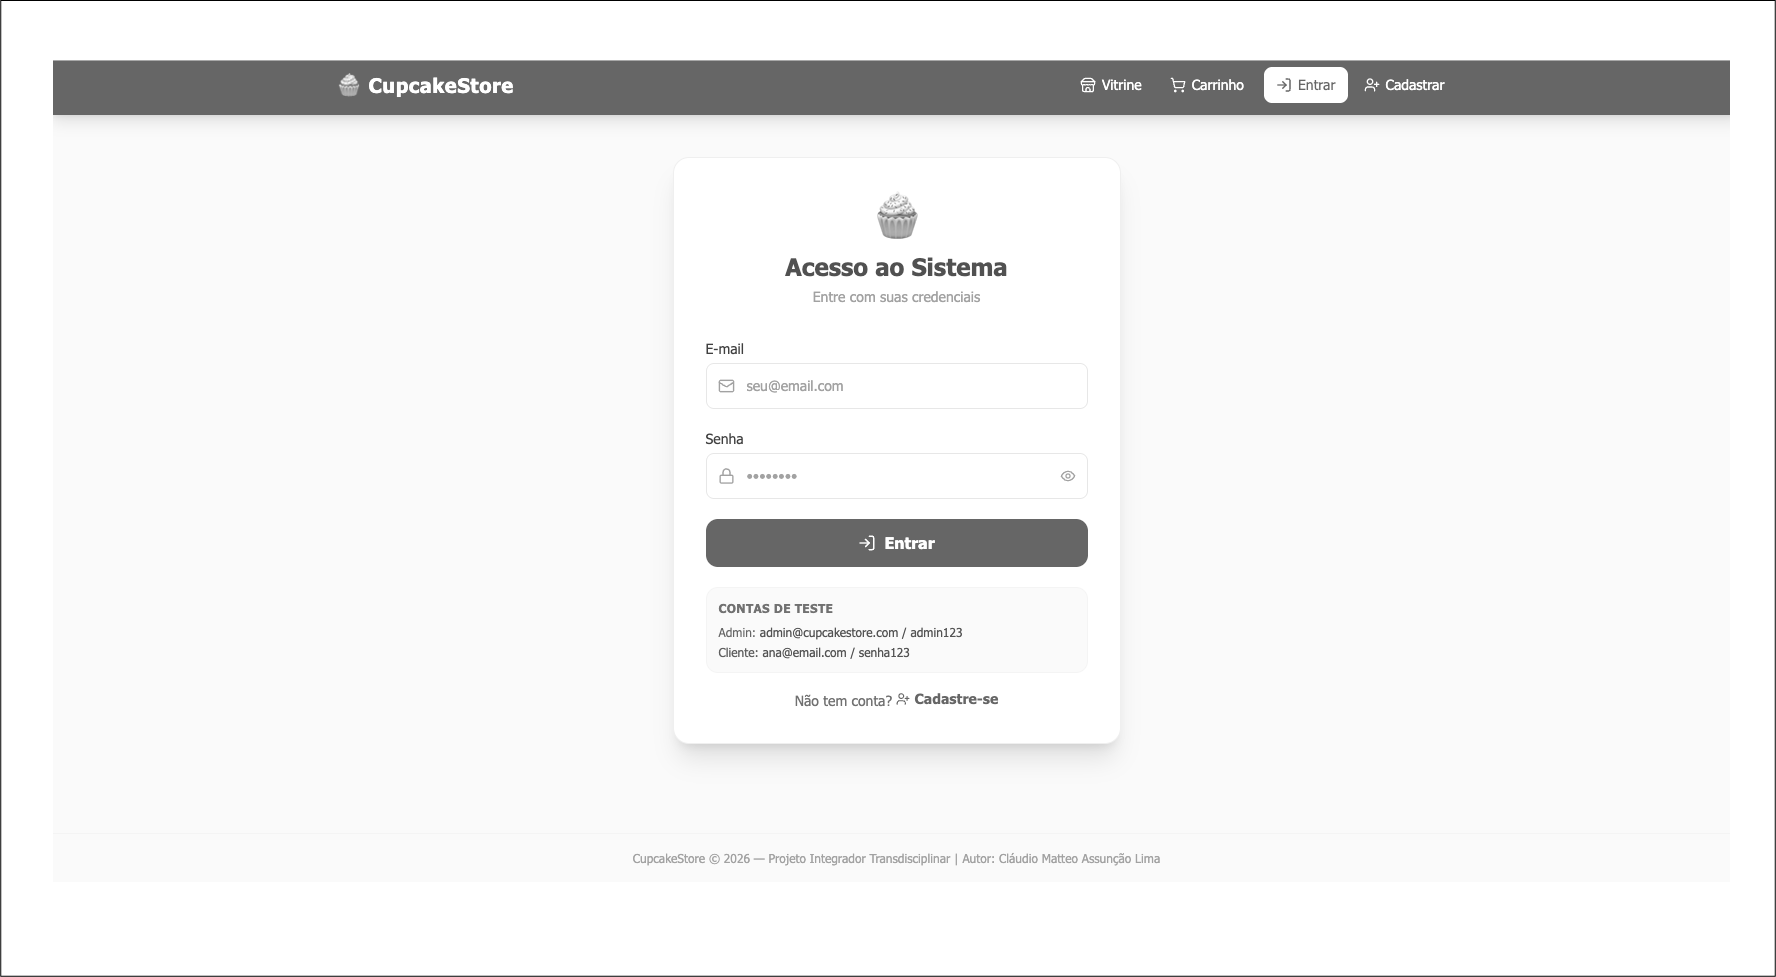 CupcakeStore
Vitrine
Carrinho
Entrar
Cadastrar
Acesso ao Sistema
Entre com suas credenciais
E-mail
seu@email.com
Senha
••••••••
Entrar
CONTAS DE TESTE
Admin: admin@cupcakestore.com / admin123
Cliente: ana@email.com / senha123
Não tem conta? Cadastre-se
CupcakeStore © 2026 — Projeto Integrador Transdisciplinar | Autor: Cláudio Matteo Assunção Lima